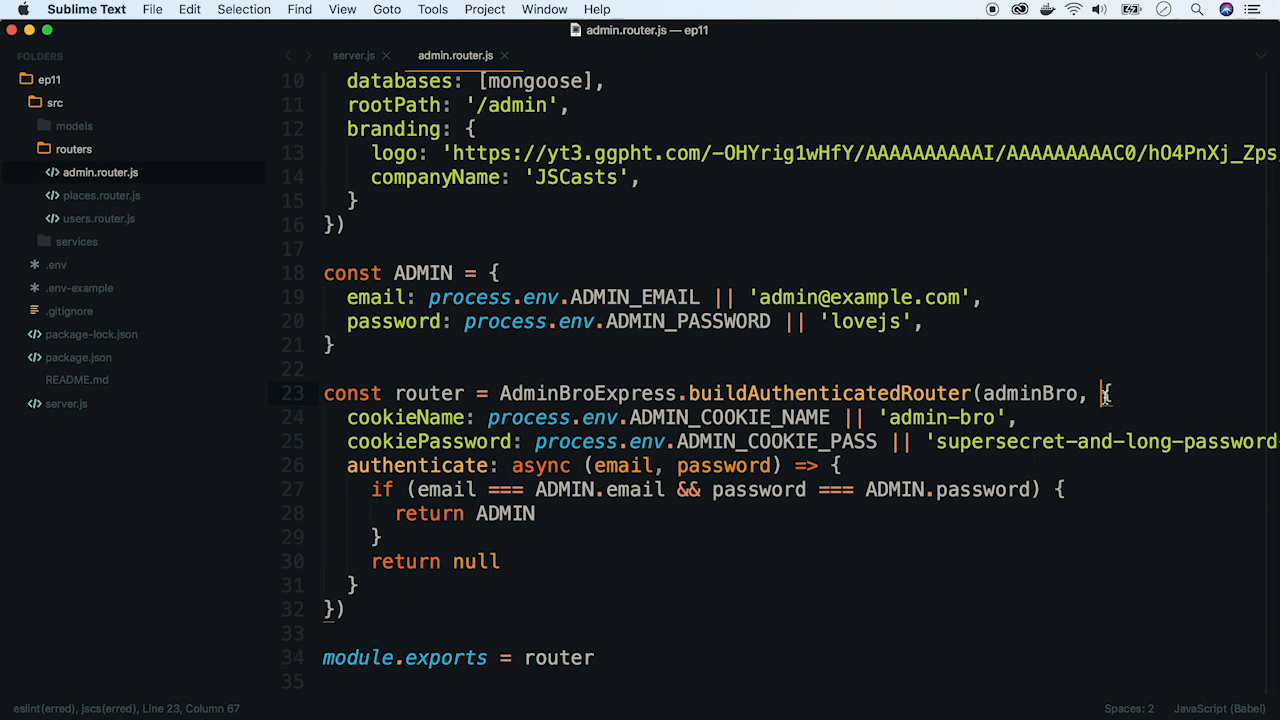 Sublime Text File Edit Selection Find View Goto Tools Project Window Help
admin.router.js — ep11
FOLDERS
ep11
src
models
routers
admin.router.js
places.router.js
users.router.js
services
.env
.env-example
.gitignore
package-lock.json
package.json
README.md
server.js
server.js × admin.router.js ×
10 databases: [mongoose],
11 rootPath: '/admin',
12 branding: {
13 logo: 'https://yt3.ggpht.com/-OHYrig1wHfY/AAAAAAAAAAI/AAAAAAAAAC0/hO4PnXj_Zps
14 companyName: 'JSCasts',
15 }
16 })
17
18 const ADMIN = {
19 email: process.env.ADMIN_EMAIL || 'admin@example.com',
20 password: process.env.ADMIN_PASSWORD || 'lovejs',
21 }
22
23 const router = AdminBroExpress.buildAuthenticatedRouter(adminBro, {
24 cookieName: process.env.ADMIN_COOKIE_NAME || 'admin-bro',
25 cookiePassword: process.env.ADMIN_COOKIE_PASS || 'supersecret-and-long-password-
26 authenticate: async (email, password) => {
27 if (email === ADMIN.email && password === ADMIN.password) {
28 return ADMIN
29 }
30 return null
31 }
32 })
33
34 module.exports = router
35
eslint(erred), jscs(erred), Line 23, Column 67 Spaces: 2 JavaScript (Babel)